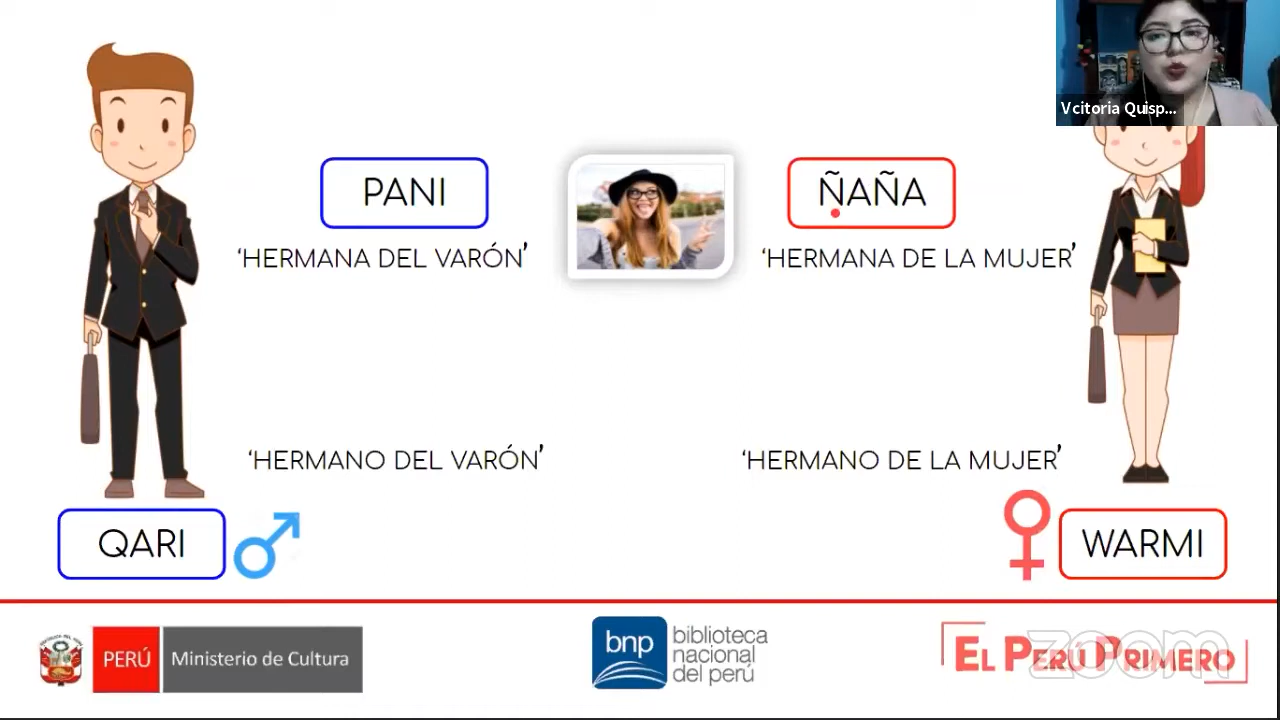 Vcitoria Quisp...
PANI
ÑAÑA
‘HERMANA DEL VARÓN’
‘HERMANA DE LA MUJER’
‘HERMANO DEL VARÓN’
‘HERMANO DE LA MUJER’
QARI
WARMI
PERÚ
Ministerio de Cultura
bnp
biblioteca
nacional
del perú
EL PERÚ PRIMERO
zoom